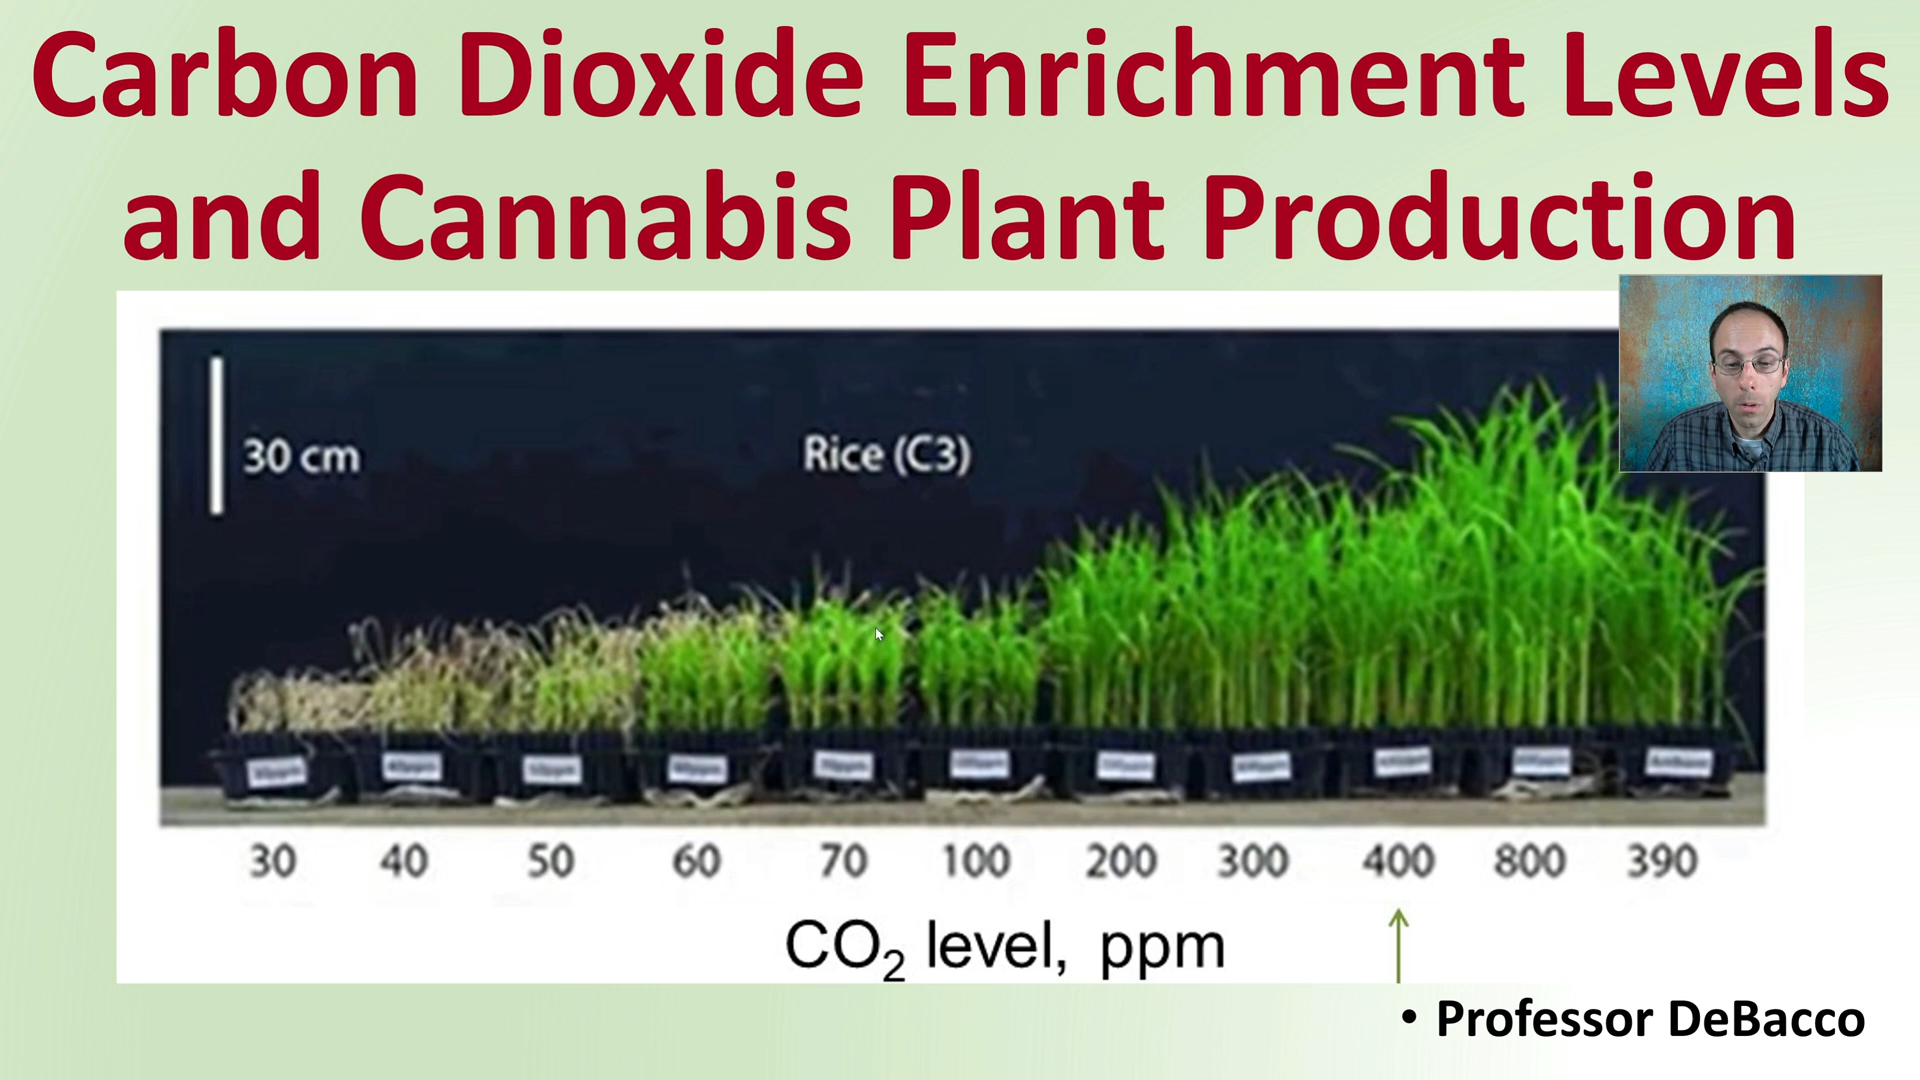 Carbon Dioxide Enrichment Levels
and Cannabis Plant Production
30 cm
Rice (C3)
30 40 50 60 70 100 200 300 400 800 390
CO₂ level, ppm
• Professor DeBacco